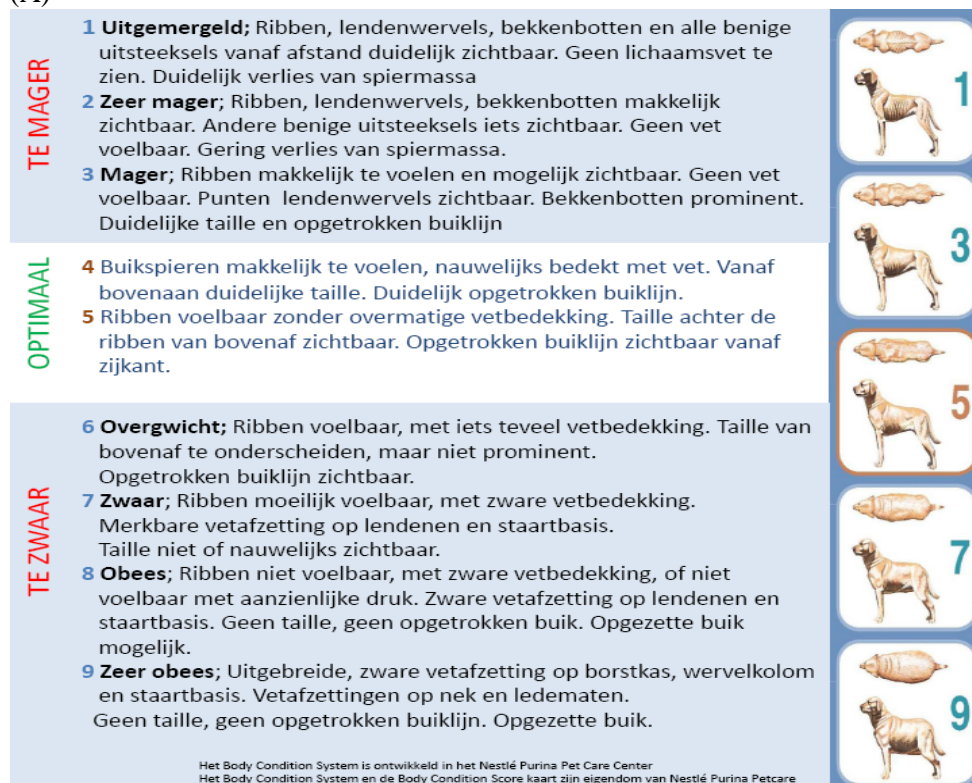 (A)
TE MAGER
1 Uitgemergeld; Ribben, lendenwervels, bekkenbotten en alle benige
uitsteeksels vanaf afstand duidelijk zichtbaar. Geen lichaamsvet te
zien. Duidelijk verlies van spiermassa
2 Zeer mager; Ribben, lendenwervels, bekkenbotten makkelijk
zichtbaar. Andere benige uitsteeksels iets zichtbaar. Geen vet
voelbaar. Gering verlies van spiermassa.
3 Mager; Ribben makkelijk te voelen en mogelijk zichtbaar. Geen vet
voelbaar. Punten lendenwervels zichtbaar. Bekkenbotten prominent.
Duidelijke taille en opgetrokken buiklijn
OPTIMAAL
4 Buikspieren makkelijk te voelen, nauwelijks bedekt met vet. Vanaf
bovenaan duidelijke taille. Duidelijk opgetrokken buiklijn.
5 Ribben voelbaar zonder overmatige vetbedekking. Taille achter de
ribben van bovenaf zichtbaar. Opgetrokken buiklijn zichtbaar vanaf
zijkant.
TE ZWAAR
6 Overgwicht; Ribben voelbaar, met iets teveel vetbedekking. Taille van
bovenaf te onderscheiden, maar niet prominent.
Opgetrokken buiklijn zichtbaar.
7 Zwaar; Ribben moeilijk voelbaar, met zware vetbedekking.
Merkbare vetafzetting op lendenen en staartbasis.
Taille niet of nauwelijks zichtbaar.
8 Obees; Ribben niet voelbaar, met zware vetbedekking, of niet
voelbaar met aanzienlijke druk. Zware vetafzetting op lendenen en
staartbasis. Geen taille, geen opgetrokken buik. Opgezette buik
mogelijk.
9 Zeer obees; Uitgebreide, zware vetafzetting op borstkas, wervelkolom
en staartbasis. Vetafzettingen op nek en ledematen.
Geen taille, geen opgetrokken buiklijn. Opgezette buik.
Het Body Condition System is ontwikkeld in het Nestlé Purina Pet Care Center
Het Body Condition System en de Body Condition Score kaart zijn eigendom van Nestlé Purina Petcare
1
3
5
7
9